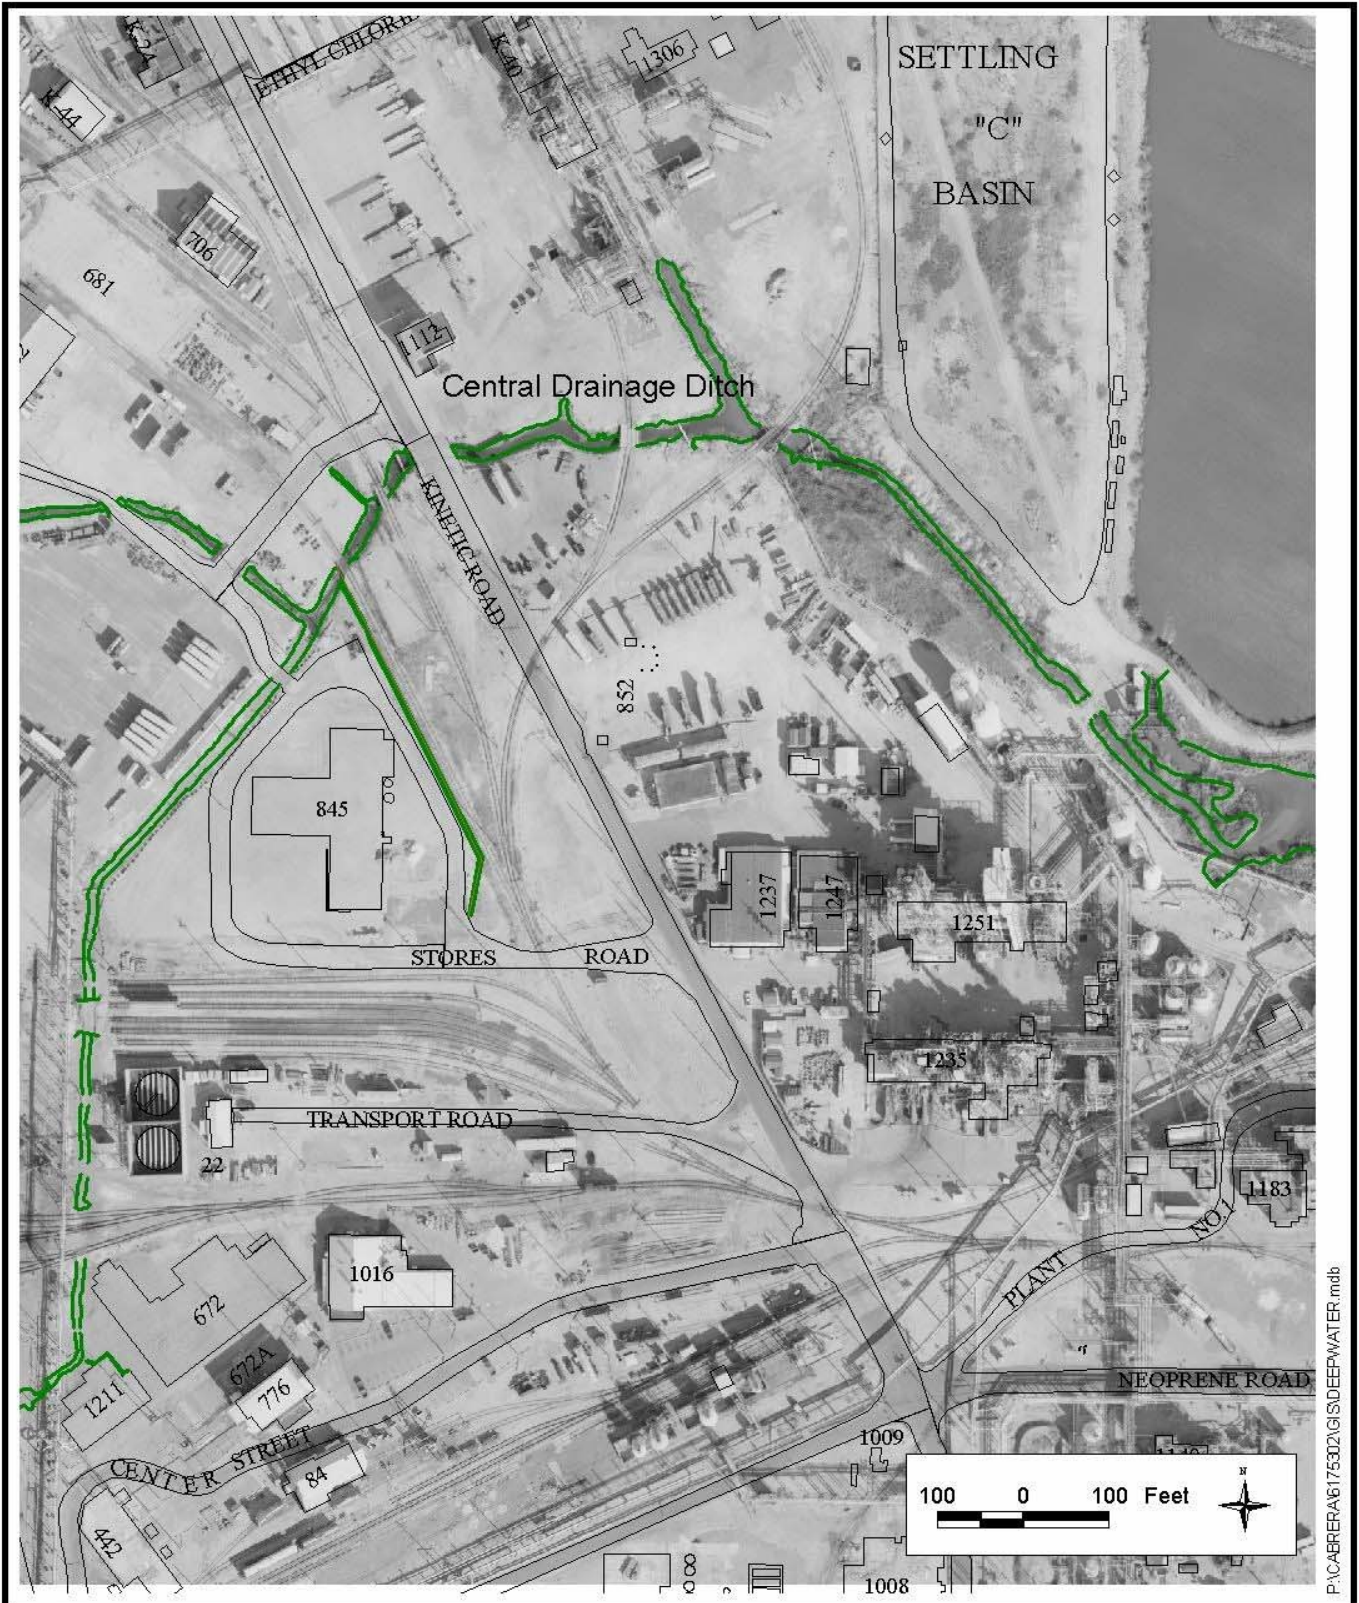 K-24
ETHYL CHLORI
K-40
1306
SETTLING
"C"
BASIN
K-44
706
681
1112
Central Drainage Ditch
KINETIC ROAD
852
845
1237
1247
1251
STORES ROAD
1235
TRANSPORT ROAD
22
1183
PLANT NO.1
1016
672
672A
776
1211
NEOPRENE ROAD
CENTER STREET
84
1009
442
100 0 100 Feet
N
1008
P:\CABRERA\6175302\GIS\DEEPWATER.mdb